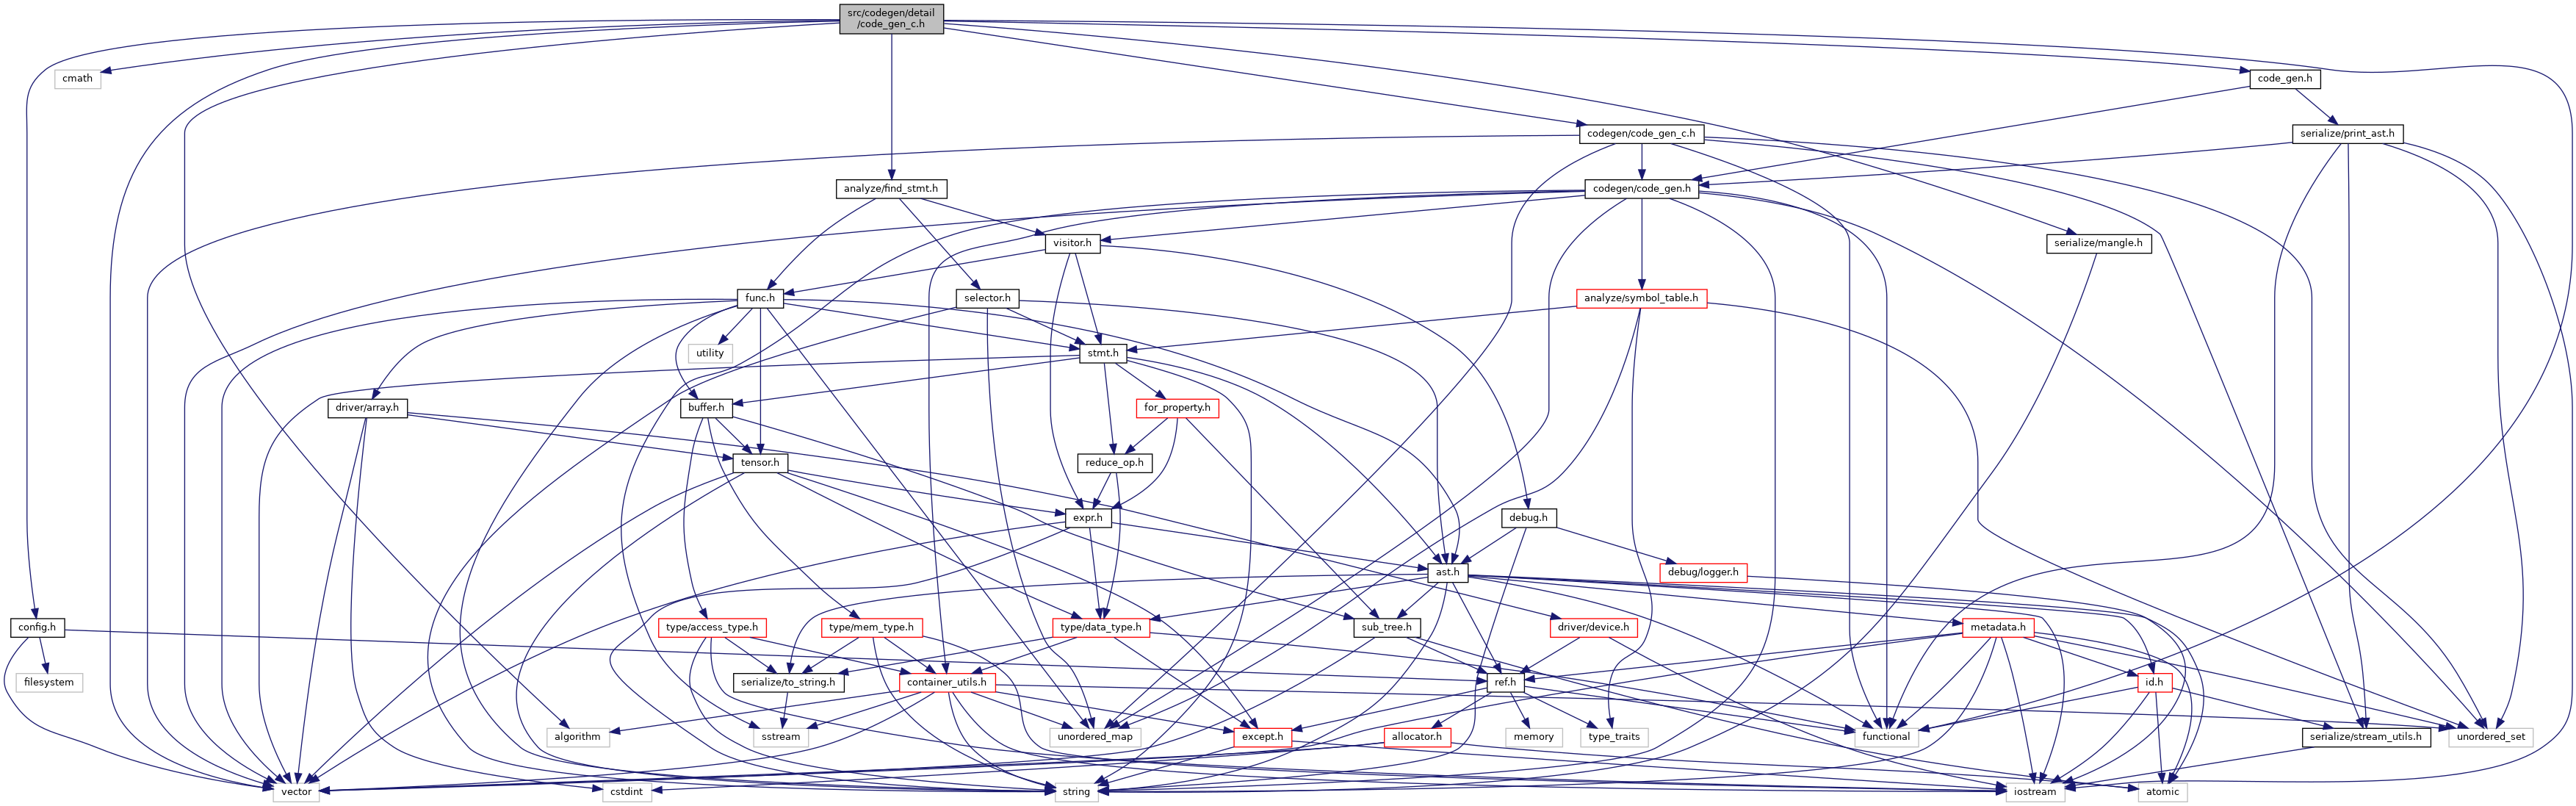 src/codegen/detail
/code_gen_c.h
cmath
code_gen.h
codegen/code_gen_c.h
serialize/print_ast.h
analyze/find_stmt.h
codegen/code_gen.h
visitor.h
serialize/mangle.h
func.h
selector.h
analyze/symbol_table.h
utility
stmt.h
driver/array.h
buffer.h
for_property.h
tensor.h
reduce_op.h
expr.h
debug.h
ast.h
debug/logger.h
config.h
type/access_type.h
type/mem_type.h
type/data_type.h
sub_tree.h
driver/device.h
metadata.h
filesystem
serialize/to_string.h
container_utils.h
ref.h
id.h
algorithm
sstream
unordered_map
except.h
allocator.h
memory
type_traits
functional
serialize/stream_utils.h
unordered_set
vector
cstdint
string
iostream
atomic